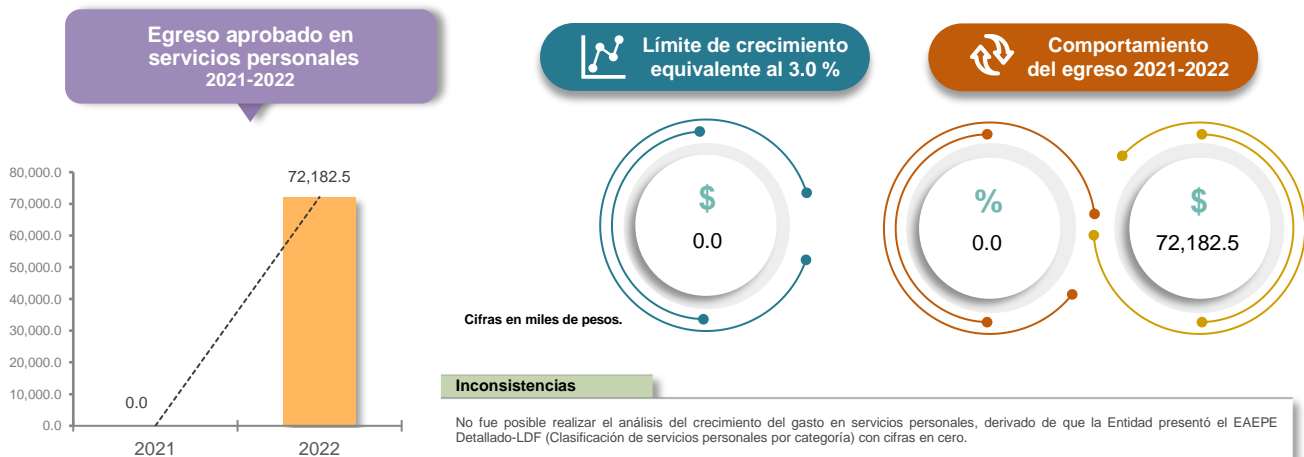 Egreso aprobado en
servicios personales
2021-2022
Límite de crecimiento
equivalente al 3.0 %
Comportamiento
del egreso 2021-2022
80,000.0
70,000.0
60,000.0
50,000.0
40,000.0
30,000.0
20,000.0
10,000.0
0.0
0.0
72,182.5
2021
2022
$
0.0
%
0.0
$
72,182.5
Cifras en miles de pesos.
Inconsistencias
No fue posible realizar el análisis del crecimiento del gasto en servicios personales, derivado de que la Entidad presentó el EAEPE
Detallado-LDF (Clasificación de servicios personales por categoría) con cifras en cero.